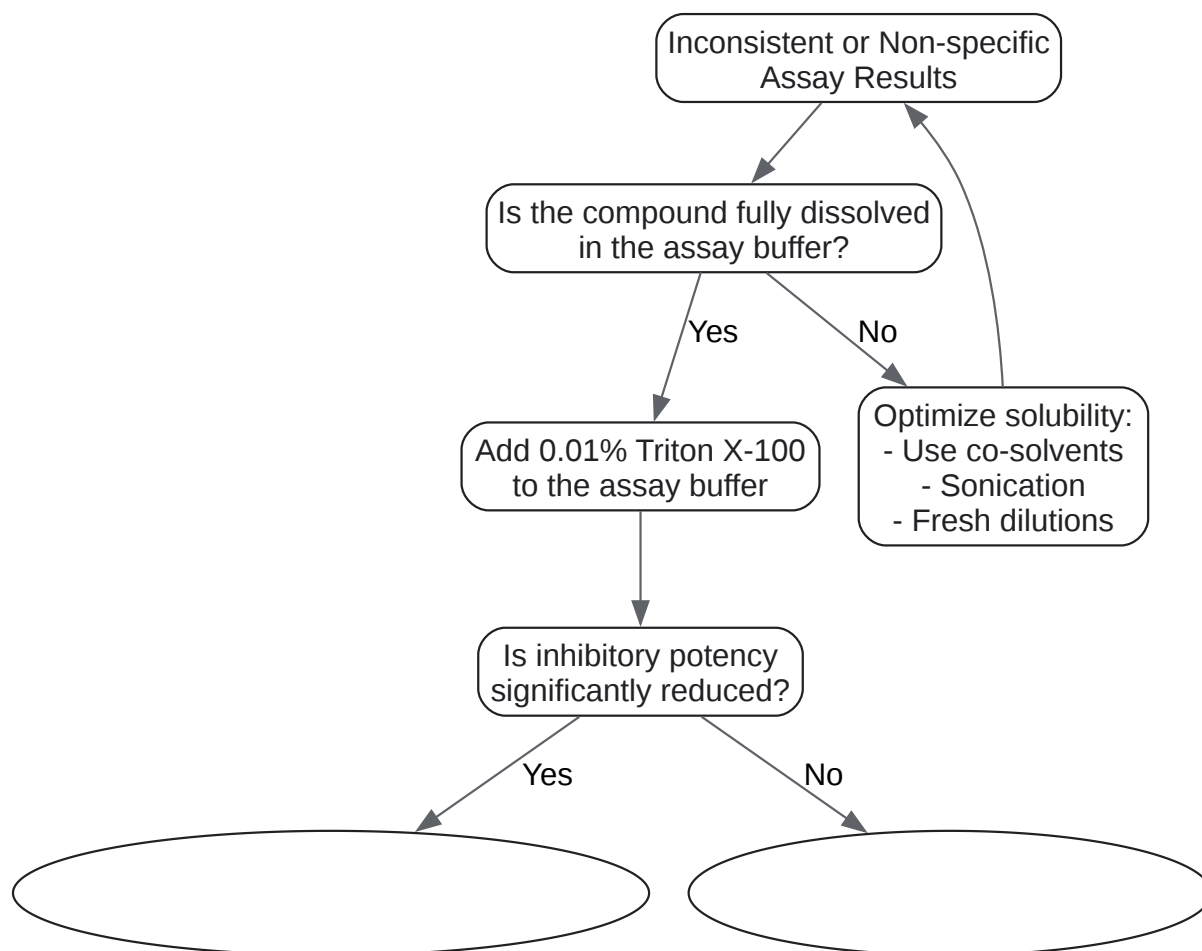 Inconsistent or Non-specific
Assay Results
Is the compound fully dissolved
in the assay buffer?
Yes
No
Add 0.01% Triton X-100
to the assay buffer
Optimize solubility:
- Use co-solvents
- Sonication
- Fresh dilutions
Is inhibitory potency
significantly reduced?
Yes
No